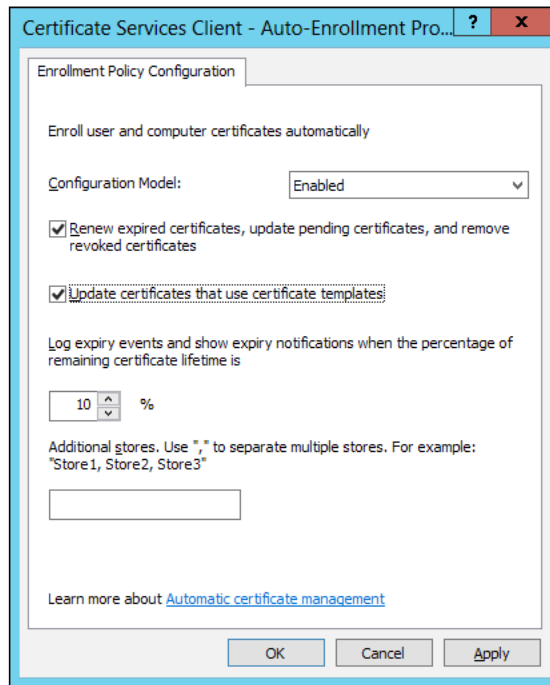 Certificate Services Client - Auto-Enrollment Pro... ? x
Enrollment Policy Configuration
Enroll user and computer certificates automatically
Configuration Model: Enabled
Renew expired certificates, update pending certificates, and remove
revoked certificates
Update certificates that use certificate templates
Log expiry events and show expiry notifications when the percentage of
remaining certificate lifetime is
10 %
Additional stores. Use "," to separate multiple stores. For example:
"Store1, Store2, Store3"
Learn more about Automatic certificate management
OK Cancel Apply